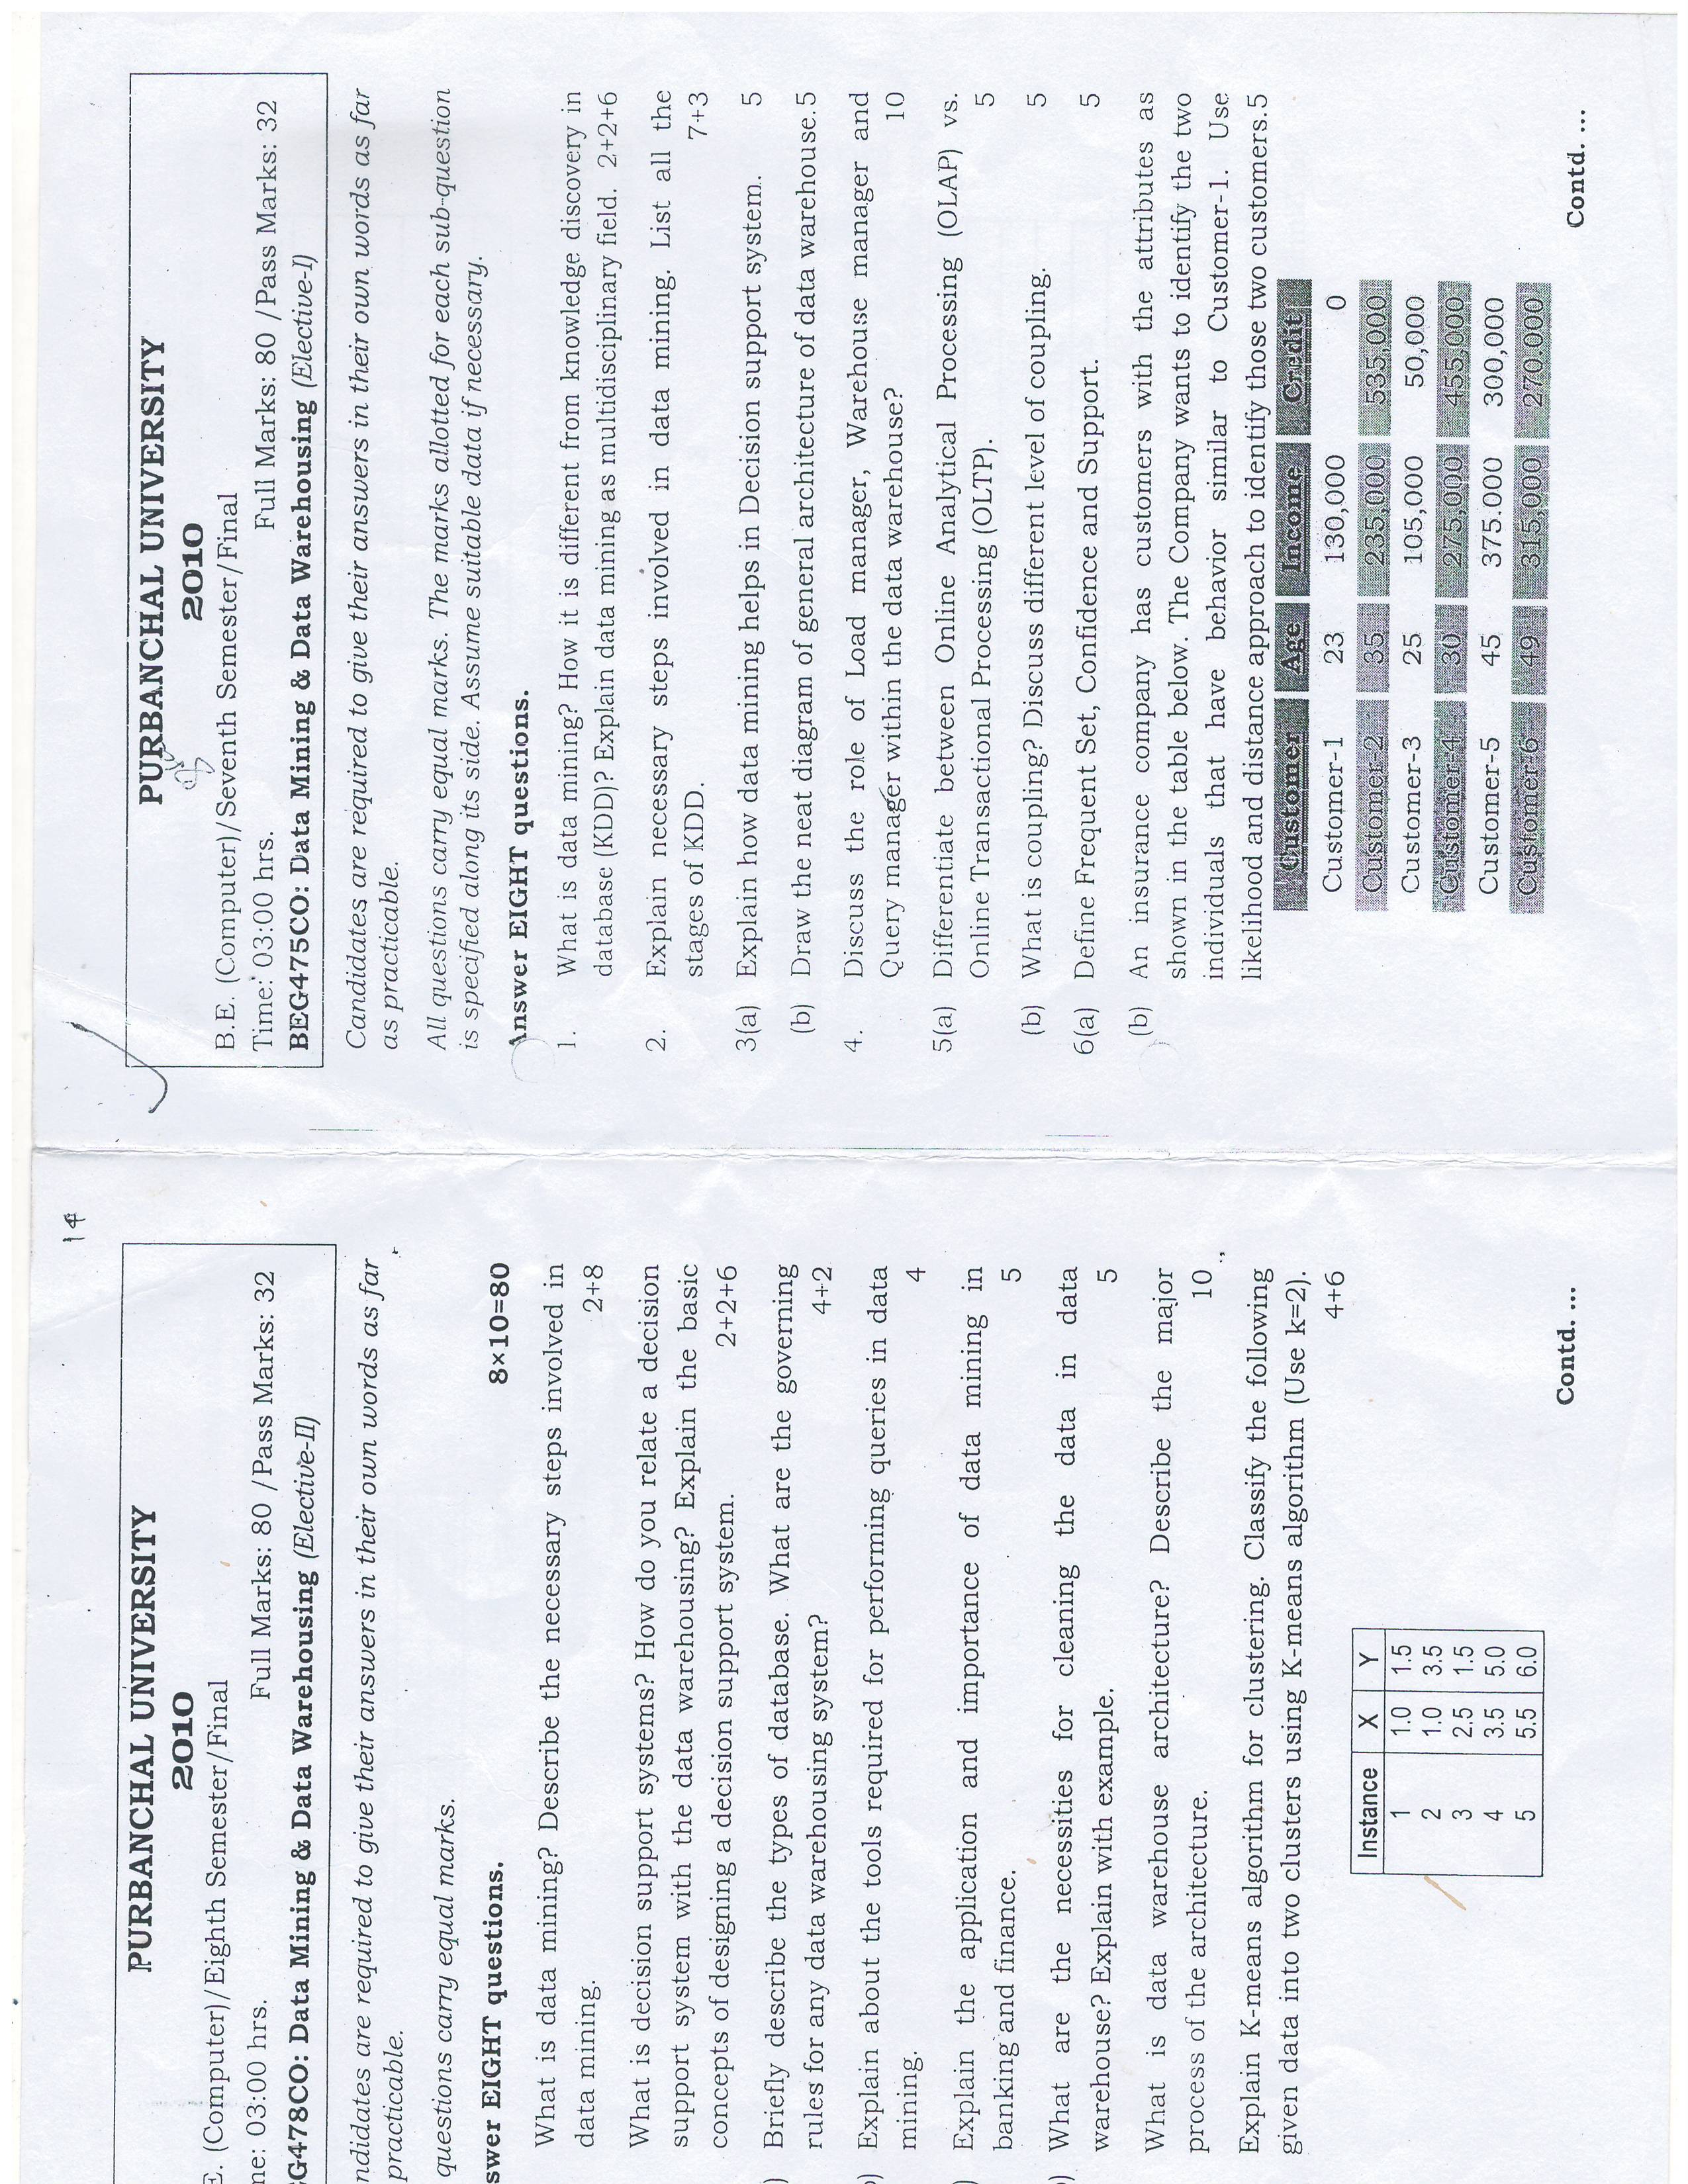 14
PURBANCHAL UNIVERSITY
2010
E. (Computer)/Eighth Semester/Final
me: 03:00 hrs. Full Marks: 80 /Pass Marks: 32
G478CO: Data Mining & Data Warehousing (Elective-II)
ndidates are required to give their answers in their own words as far
practicable.
questions carry equal marks.
swer EIGHT questions. 8×10=80
What is data mining? Describe the necessary steps involved in
data mining. 2+8
What is decision support systems? How do you relate a decision
support system with the data warehousing? Explain the basic
concepts of designing a decision support system. 2+2+6
) Briefly describe the types of database. What are the governing
rules for any data warehousing system? 4+2
) Explain about the tools required for performing queries in data
mining. 4
) Explain the application and importance of data mining in
banking and finance. 5
) What are the necessities for cleaning the data in data
warehouse? Explain with example. 5
What is data warehouse architecture? Describe the major
process of the architecture. 10
Explain K-means algorithm for clustering. Classify the following
given data into two clusters using K-means algorithm (Use k=2).
4+6
Instance X Y
1 1.0 1.5
2 1.0 3.5
3 2.5 1.5
4 3.5 5.0
5 5.5 6.0
Contd. ...
PURBANCHAL UNIVERSITY
2010
B.E. (Computer)/Seventh Semester/Final
Time: 03:00 hrs. Full Marks: 80 /Pass Marks: 32
BEG475CO: Data Mining & Data Warehousing (Elective-I)
Candidates are required to give their answers in their own words as far
as practicable.
All questions carry equal marks. The marks allotted for each sub-question
is specified along its side. Assume suitable data if necessary.
Answer EIGHT questions.
1. What is data mining? How it is different from knowledge discovery in
database (KDD)? Explain data mining as multidisciplinary field. 2+2+6
2. Explain necessary steps involved in data mining. List all the
stages of KDD. 7+3
3(a) Explain how data mining helps in Decision support system. 5
(b) Draw the neat diagram of general architecture of data warehouse.5
4. Discuss the role of Load manager, Warehouse manager and
Query manager within the data warehouse? 10
5(a) Differentiate between Online Analytical Processing (OLAP) vs.
Online Transactional Processing (OLTP). 5
(b) What is coupling? Discuss different level of coupling. 5
6(a) Define Frequent Set, Confidence and Support. 5
(b) An insurance company has customers with the attributes as
shown in the table below. The Company wants to identify the two
individuals that have behavior similar to Customer-1. Use
likelihood and distance approach to identify those two customers.5
Customer Age Income Credit
Customer-1 23 130,000 0
Customer-2 35 235,000 535,000
Customer-3 25 105,000 50,000
Customer-4 30 275,000 455,000
Customer-5 45 375.000 300,000
Customer-6 49 315,000 270.000
Contd. ...